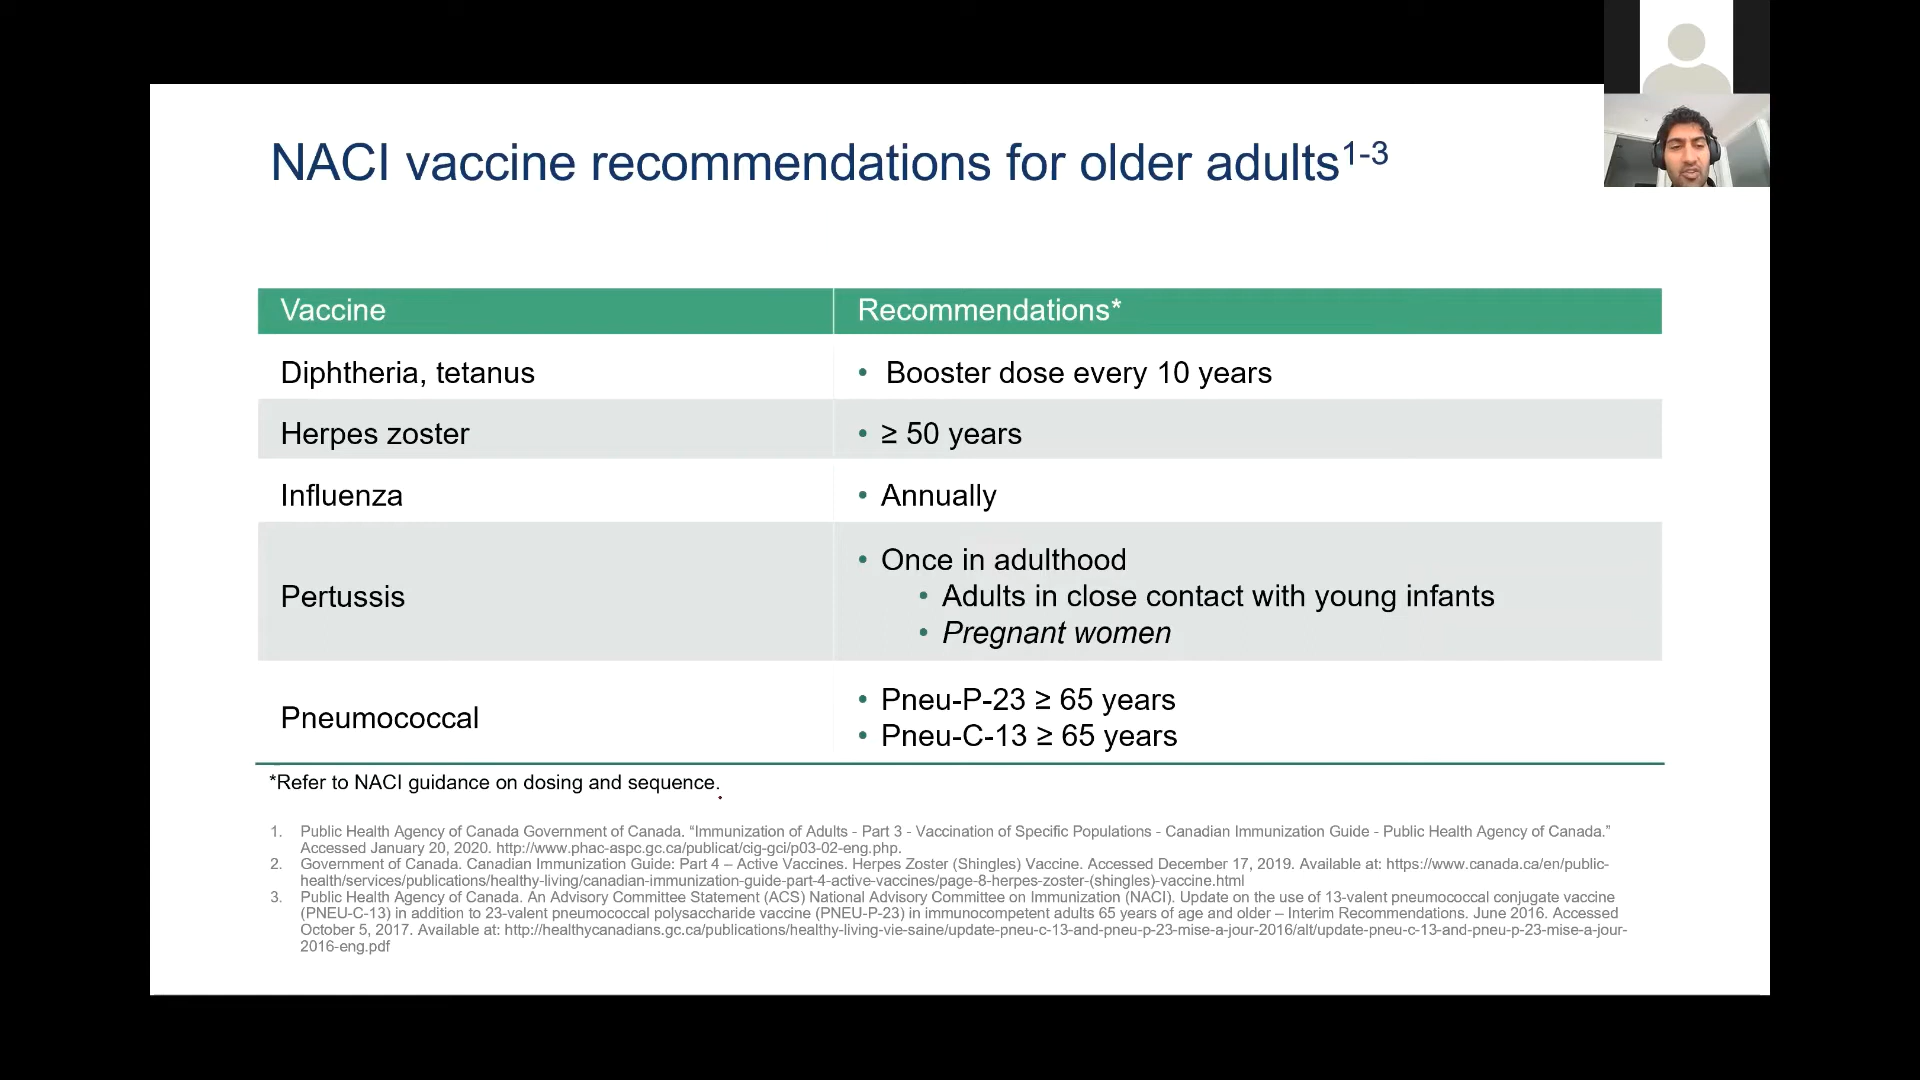 NACI vaccine recommendations for older adults1-3
Vaccine
Recommendations*
Diphtheria, tetanus
• Booster dose every 10 years
Herpes zoster
• ≥ 50 years
Influenza
• Annually
Pertussis
• Once in adulthood
• Adults in close contact with young infants
• Pregnant women
Pneumococcal
• Pneu-P-23 ≥ 65 years
• Pneu-C-13 ≥ 65 years
*Refer to NACI guidance on dosing and sequence.
1. Public Health Agency of Canada Government of Canada. “Immunization of Adults - Part 3 - Vaccination of Specific Populations - Canadian Immunization Guide - Public Health Agency of Canada.”
Accessed January 20, 2020. http://www.phac-aspc.gc.ca/publicat/cig-gci/p03-02-eng.php.
2. Government of Canada. Canadian Immunization Guide: Part 4 – Active Vaccines. Herpes Zoster (Shingles) Vaccine. Accessed December 17, 2019. Available at: https://www.canada.ca/en/public-
health/services/publications/healthy-living/canadian-immunization-guide-part-4-active-vaccines/page-8-herpes-zoster-(shingles)-vaccine.html
3. Public Health Agency of Canada. An Advisory Committee Statement (ACS) National Advisory Committee on Immunization (NACI). Update on the use of 13-valent pneumococcal conjugate vaccine
(PNEU-C-13) in addition to 23-valent pneumococcal polysaccharide vaccine (PNEU-P-23) in immunocompetent adults 65 years of age and older – Interim Recommendations. June 2016. Accessed
October 5, 2017. Available at: http://healthycanadians.gc.ca/publications/healthy-living-vie-saine/update-pneu-c-13-and-pneu-p-23-mise-a-jour-2016/alt/update-pneu-c-13-and-pneu-p-23-mise-a-jour-
2016-eng.pdf